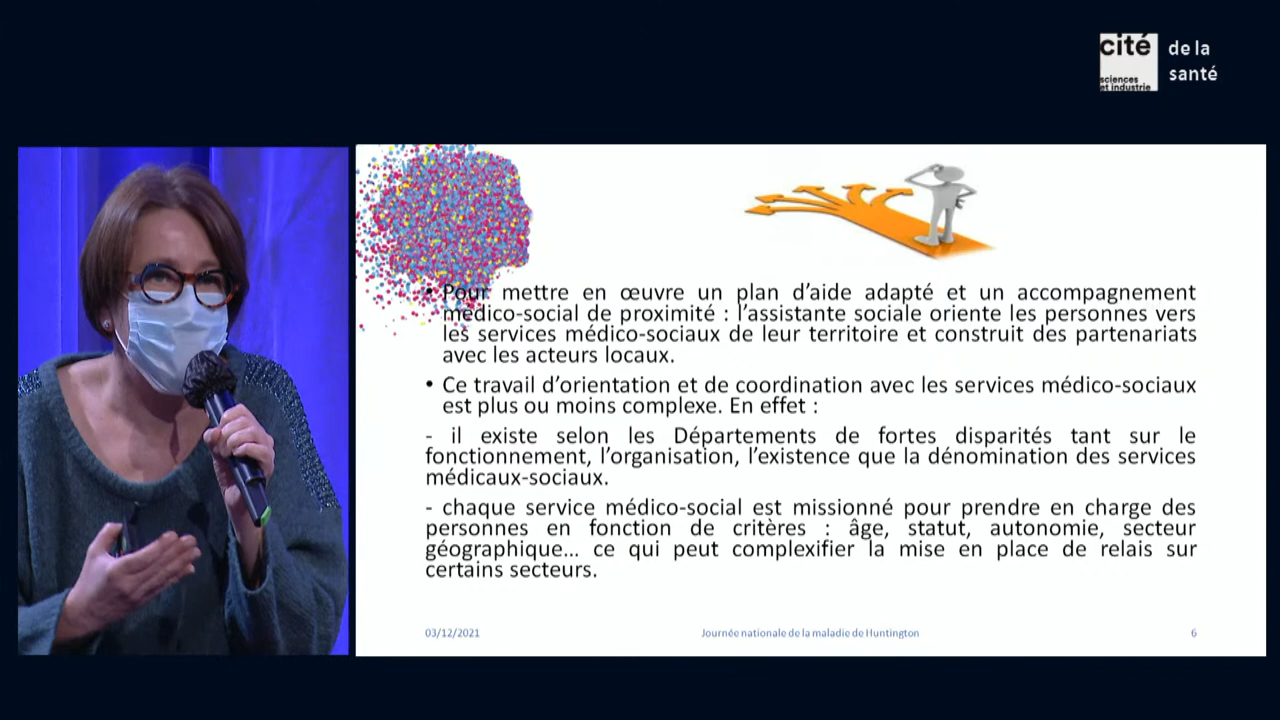 cité
sciences
et industrie
de la
santé
• Pour mettre en œuvre un plan d’aide adapté et un accompagnement
médico-social de proximité : l’assistante sociale oriente les personnes vers
les services médico-sociaux de leur territoire et construit des partenariats
avec les acteurs locaux.
• Ce travail d’orientation et de coordination avec les services médico-sociaux
est plus ou moins complexe. En effet :
- il existe selon les Départements de fortes disparités tant sur le
fonctionnement, l’organisation, l’existence que la dénomination des services
médicaux-sociaux.
- chaque service médico-social est missionné pour prendre en charge des
personnes en fonction de critères : âge, statut, autonomie, secteur
géographique… ce qui peut complexifier la mise en place de relais sur
certains secteurs.
03/12/2021
Journée nationale de la maladie de Huntington
6